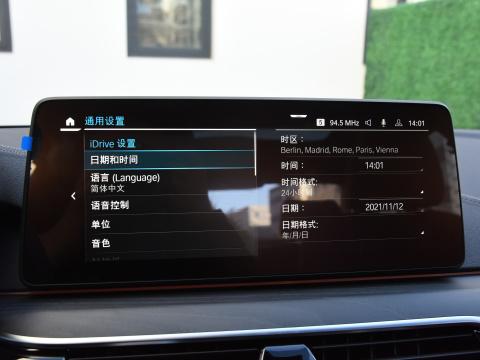 通用设置
5 94.5 MHz 14:01
iDrive 设置
日期和时间
语言 (Language)
简体中文
语音控制
单位
音色
时区:
Berlin, Madrid, Rome, Paris, Vienna
时间: 14:01
时间格式:
24小时制
日期: 2021/11/12
日期格式:
年/月/日